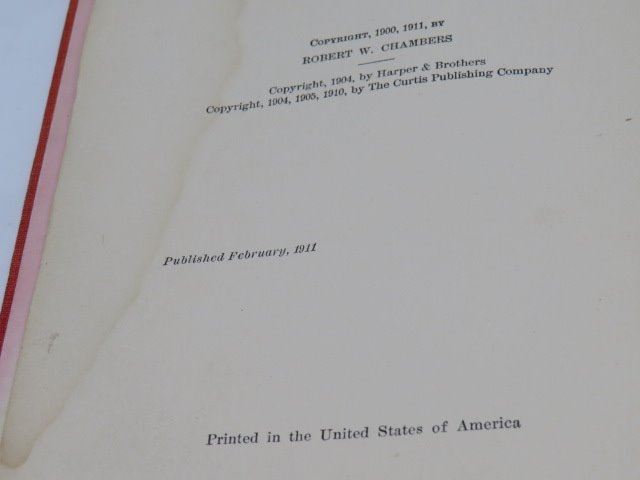 COPYRIGHT, 1900, 1911, BY
ROBERT W. CHAMBERS
Copyright, 1904, by Harper & Brothers
Copyright, 1904, 1905, 1910, by The Curtis Publishing Company
Published February, 1911
Printed in the United States of America